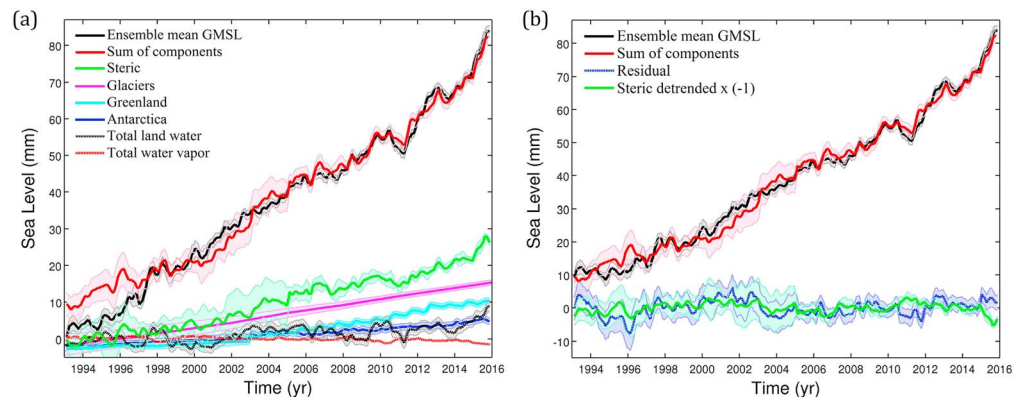 (a)
Ensemble mean GMSL
Sum of components
Steric
Glaciers
Greenland
Antarctica
Total land water
Total water vapor
Sea Level (mm)
80
70
60
50
40
30
20
10
0
1994 1996 1998 2000 2002 2004 2006 2008 2010 2012 2014 2016
Time (yr)
(b)
Ensemble mean GMSL
Sum of components
Residual
Steric detrended x (-1)
Sea Level (mm)
80
70
60
50
40
30
20
10
0
-10
1994 1996 1998 2000 2002 2004 2006 2008 2010 2012 2014 2016
Time (yr)